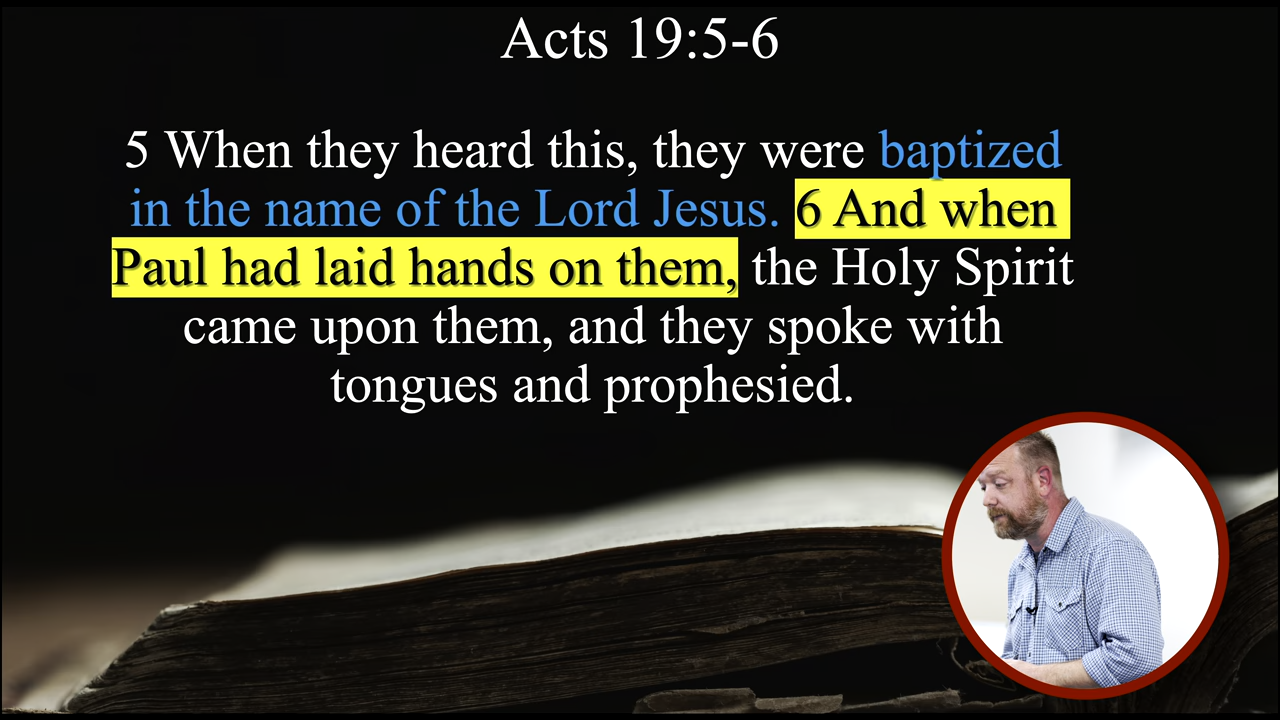 Acts 19:5-6
5 When they heard this, they were baptized
in the name of the Lord Jesus. 6 And when
Paul had laid hands on them, the Holy Spirit
came upon them, and they spoke with
tongues and prophesied.